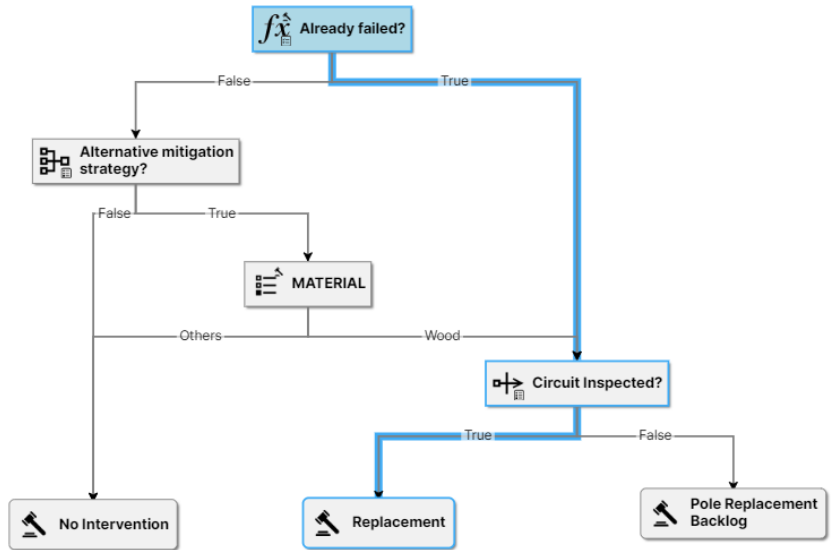 fx Already failed?
False
True
Alternative mitigation
strategy?
False
True
MATERIAL
Others
Wood
Circuit Inspected?
True
False
No Intervention
Replacement
Pole Replacement
Backlog